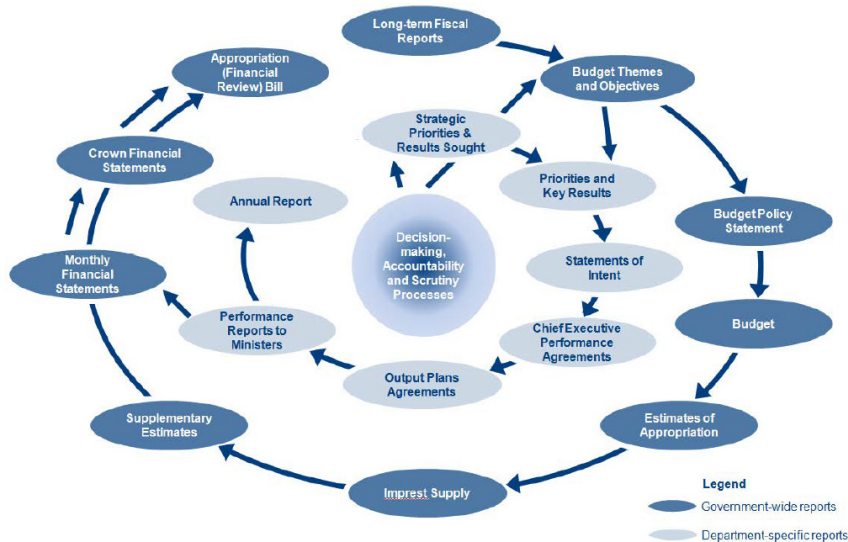 Long-term Fiscal
Reports
Appropriation
(Financial
Review) Bill
Budget Themes
and Objectives
Strategic
Priorities &
Results Sought
Crown Financial
Statements
Priorities and
Key Results
Annual Report
Budget Policy
Statement
Decision-
making,
Accountability
and Scrutiny
Processes
Monthly
Financial
Statements
Statements of
Intent
Performance
Reports to
Ministers
Chief Executive
Performance
Agreements
Budget
Output Plans
Agreements
Supplementary
Estimates
Estimates of
Appropriation
Imprest Supply
Legend
Government-wide reports
Department-specific reports